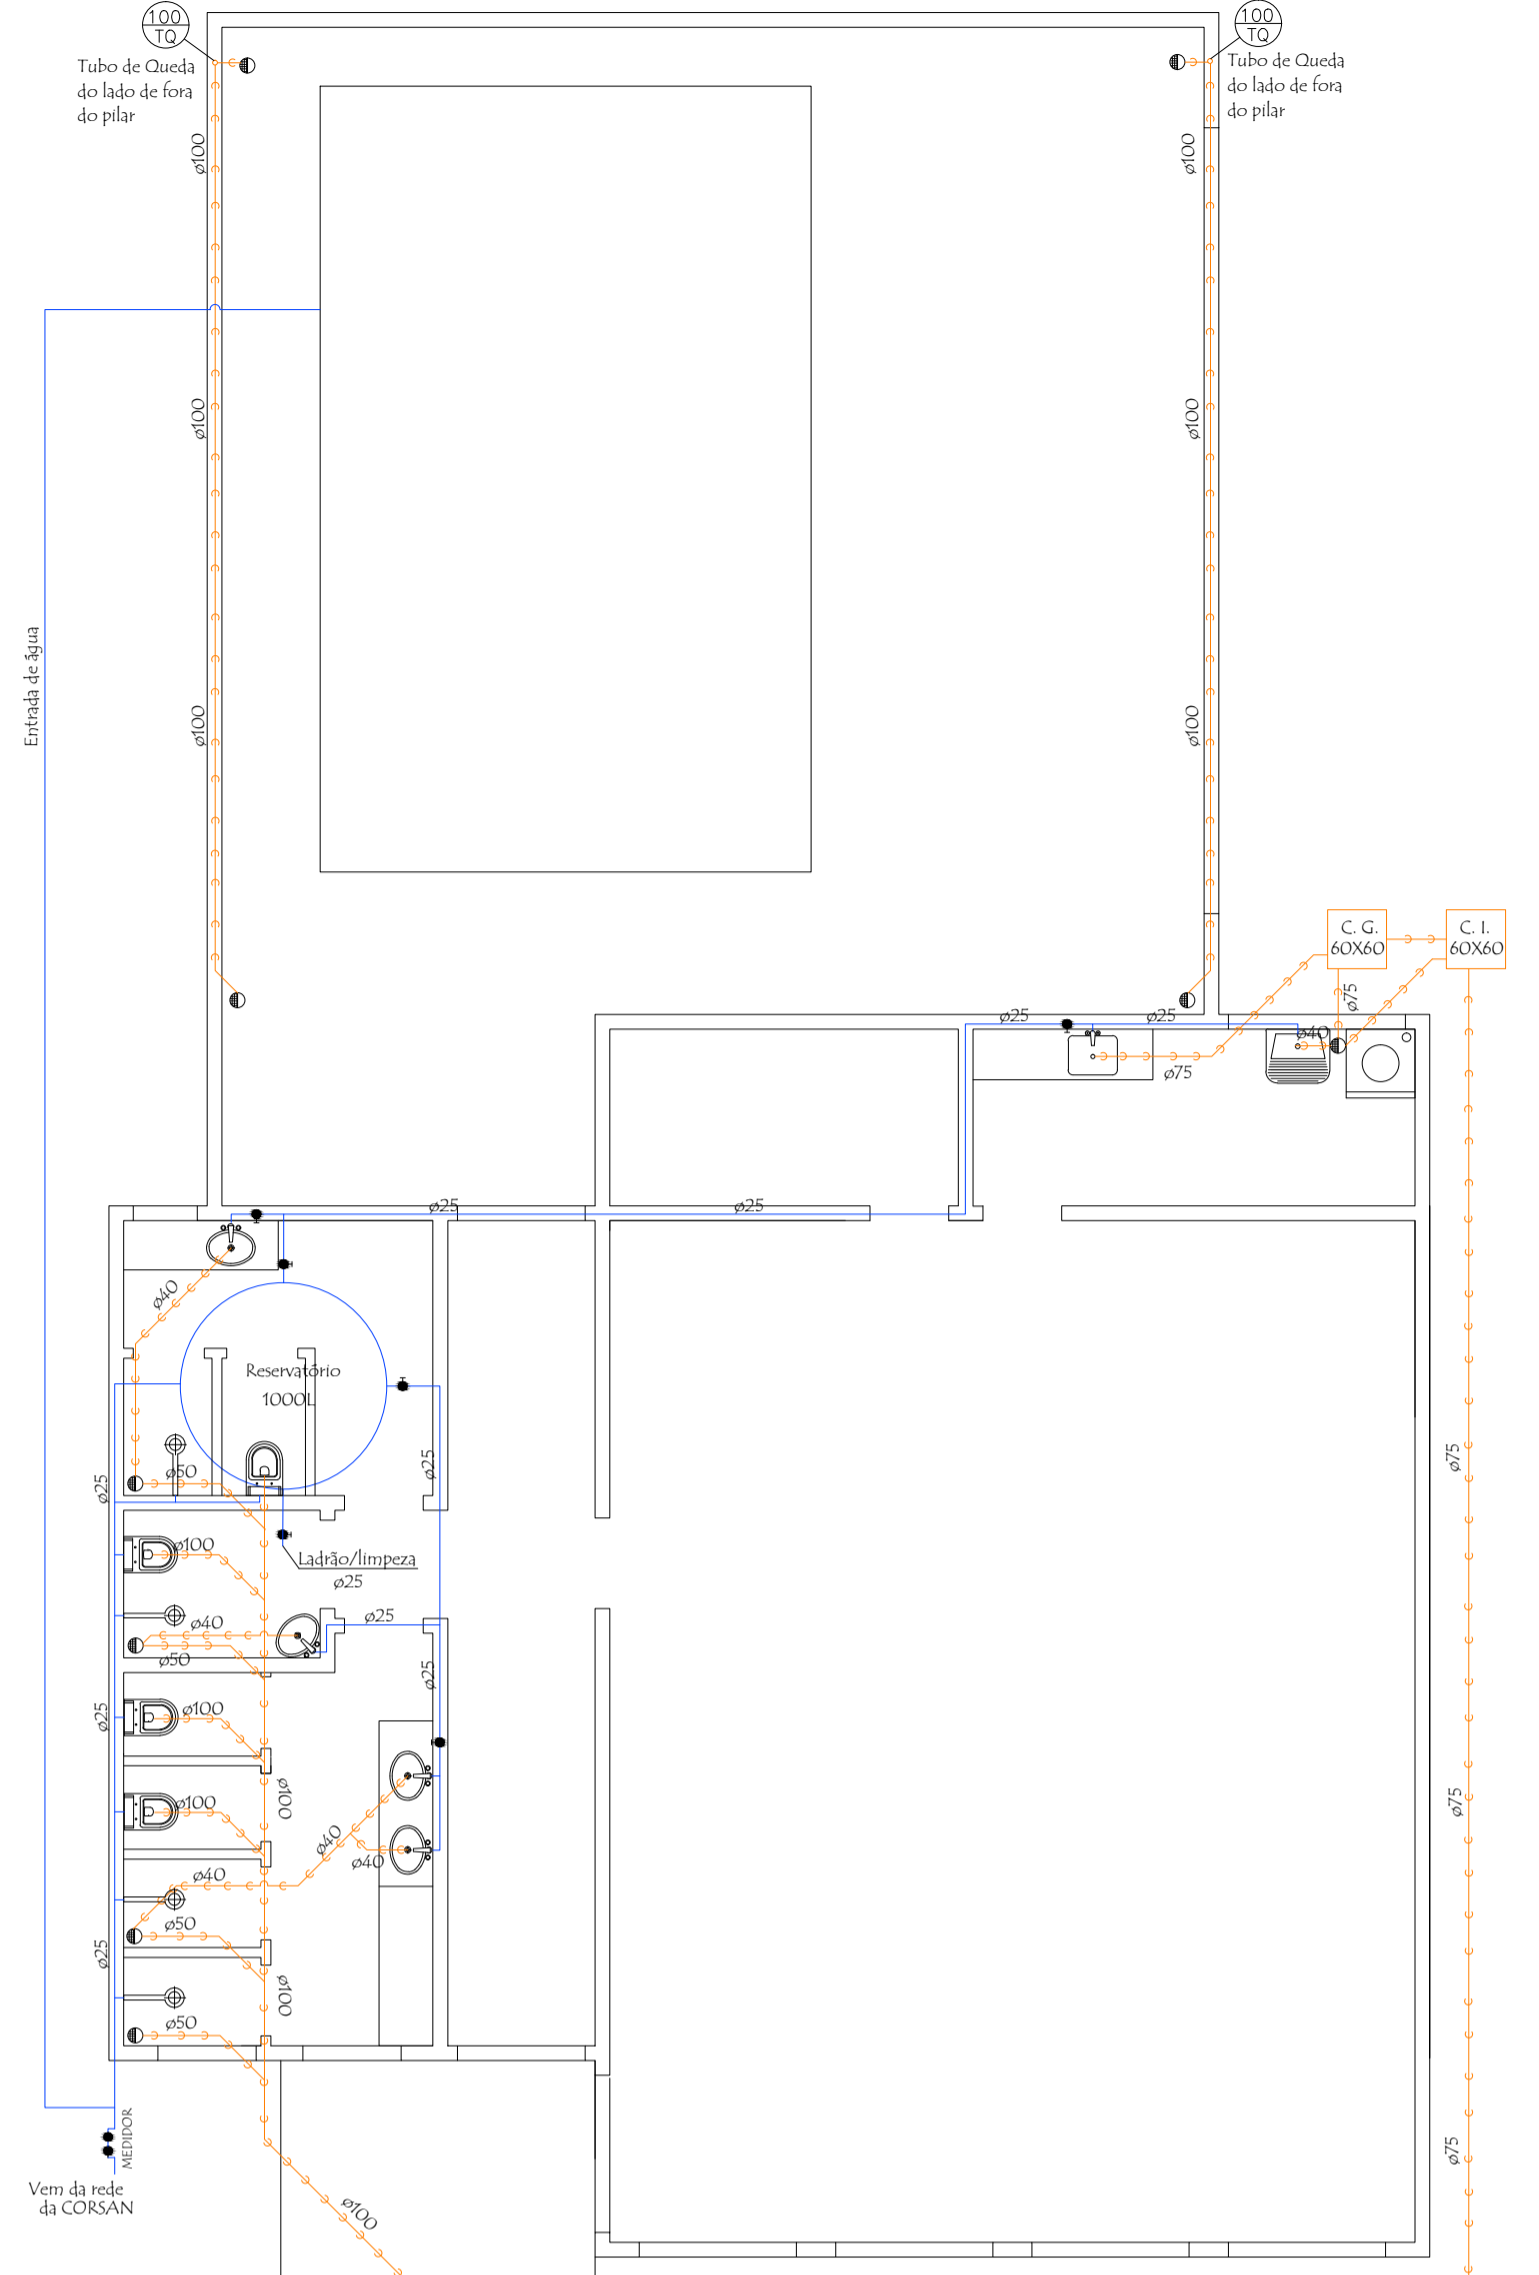 100
TQ
Tubo de Queda
do lado de fora
do pilar
100
TQ
Tubo de Queda
do lado de fora
do pilar
ø100
ø100
ø100
ø100
Entrada de água
ø100
ø100
C. G.
60X60
C. I.
60X60
ø75
ø25
ø25
ø40
ø75
ø25
ø25
ø40
Reservatório
1000L
ø25
ø50
ø25
ø75
ø100
Ladrão/limpeza
ø25
ø40
ø25
ø50
ø25
ø25
ø100
ø100
ø100
ø75
ø40
ø40
ø40
ø50
ø25
ø100
ø50
MEDIDOR
ø75
Vem da rede
da CORSAN
ø100